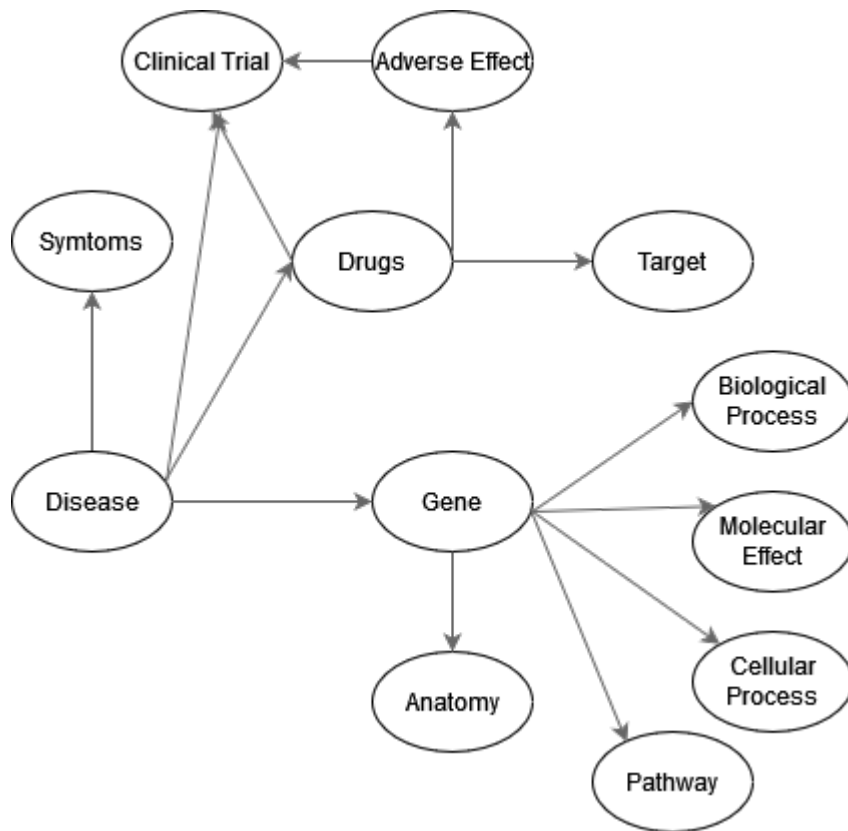 Clinical Trial
Adverse Effect
Symtoms
Drugs
Target
Biological
Process
Disease
Gene
Molecular
Effect
Cellular
Process
Anatomy
Pathway